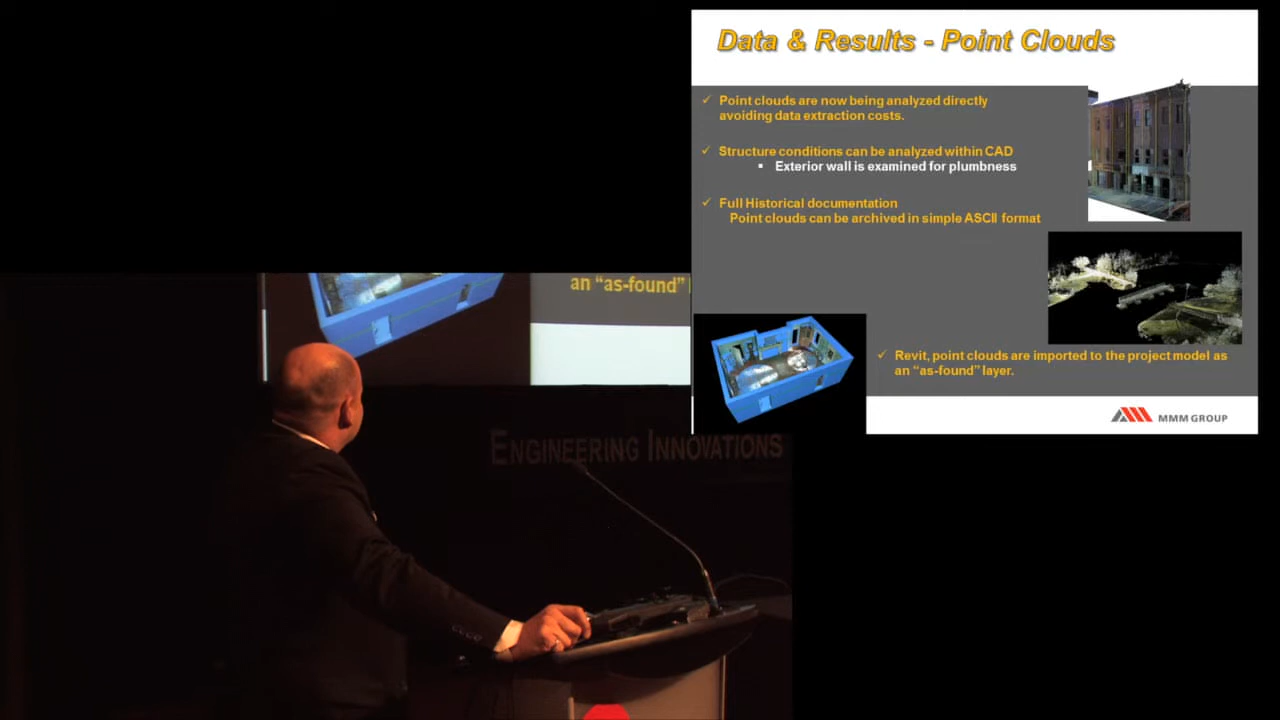 Data & Results - Point Clouds
✓ Point clouds are now being analyzed directly
avoiding data extraction costs.
✓ Structure conditions can be analyzed within CAD
▪ Exterior wall is examined for plumbness
✓ Full Historical documentation
Point clouds can be archived in simple ASCII format
✓ Revit, point clouds are imported to the project model as
an “as-found” layer.
MMM GROUP
an “as-found”
ENGINEERING INNOVATIONS